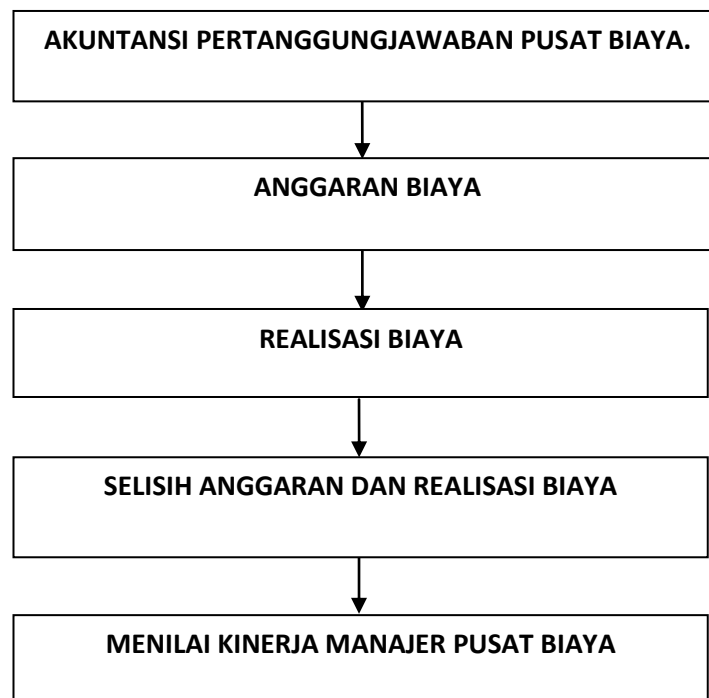 AKUNTANSI PERTANGGUNGJAWABAN PUSAT BIAYA.
ANGGARAN BIAYA
REALISASI BIAYA
SELISIH ANGGARAN DAN REALISASI BIAYA
MENILAI KINERJA MANAJER PUSAT BIAYA